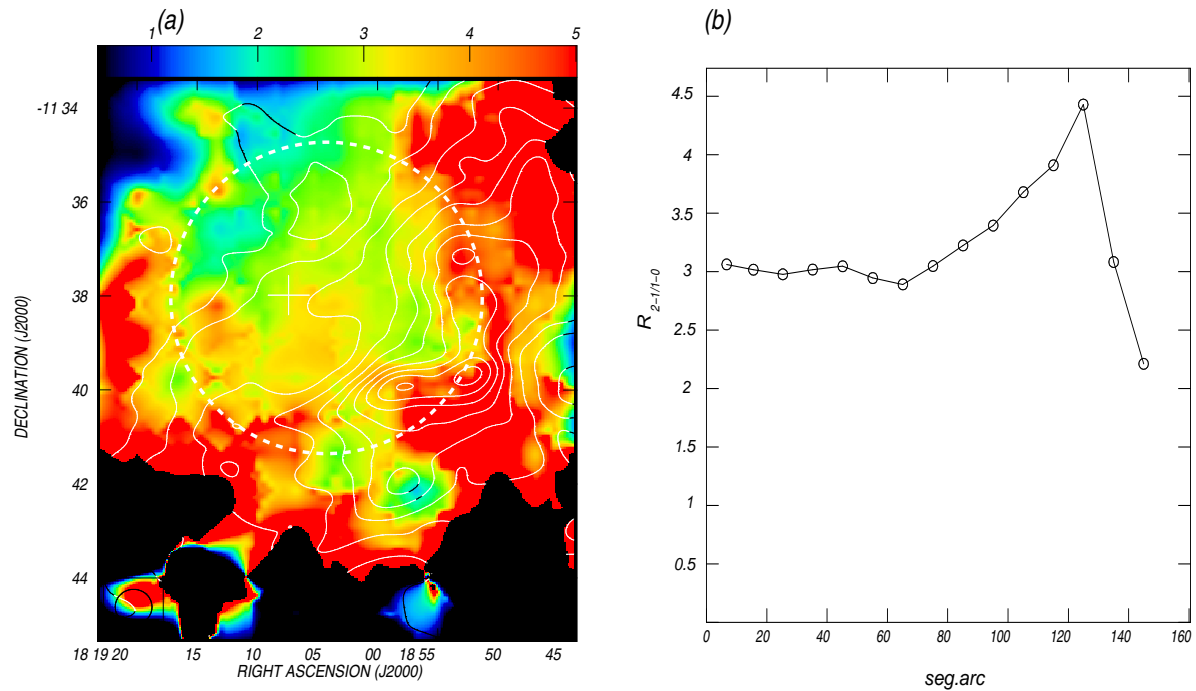 (a)
1 2 3 4 5
-11 34
36
38
40
42
44
DECLINATION (J2000)
18 19 20 15 10 05 00 18 55 50 45
RIGHT ASCENSION (J2000)
(b)
4.5
4
3.5
3
2.5
2
1.5
1
0.5
R 2-1/1-0
0 20 40 60 80 100 120 140 160
seg.arc